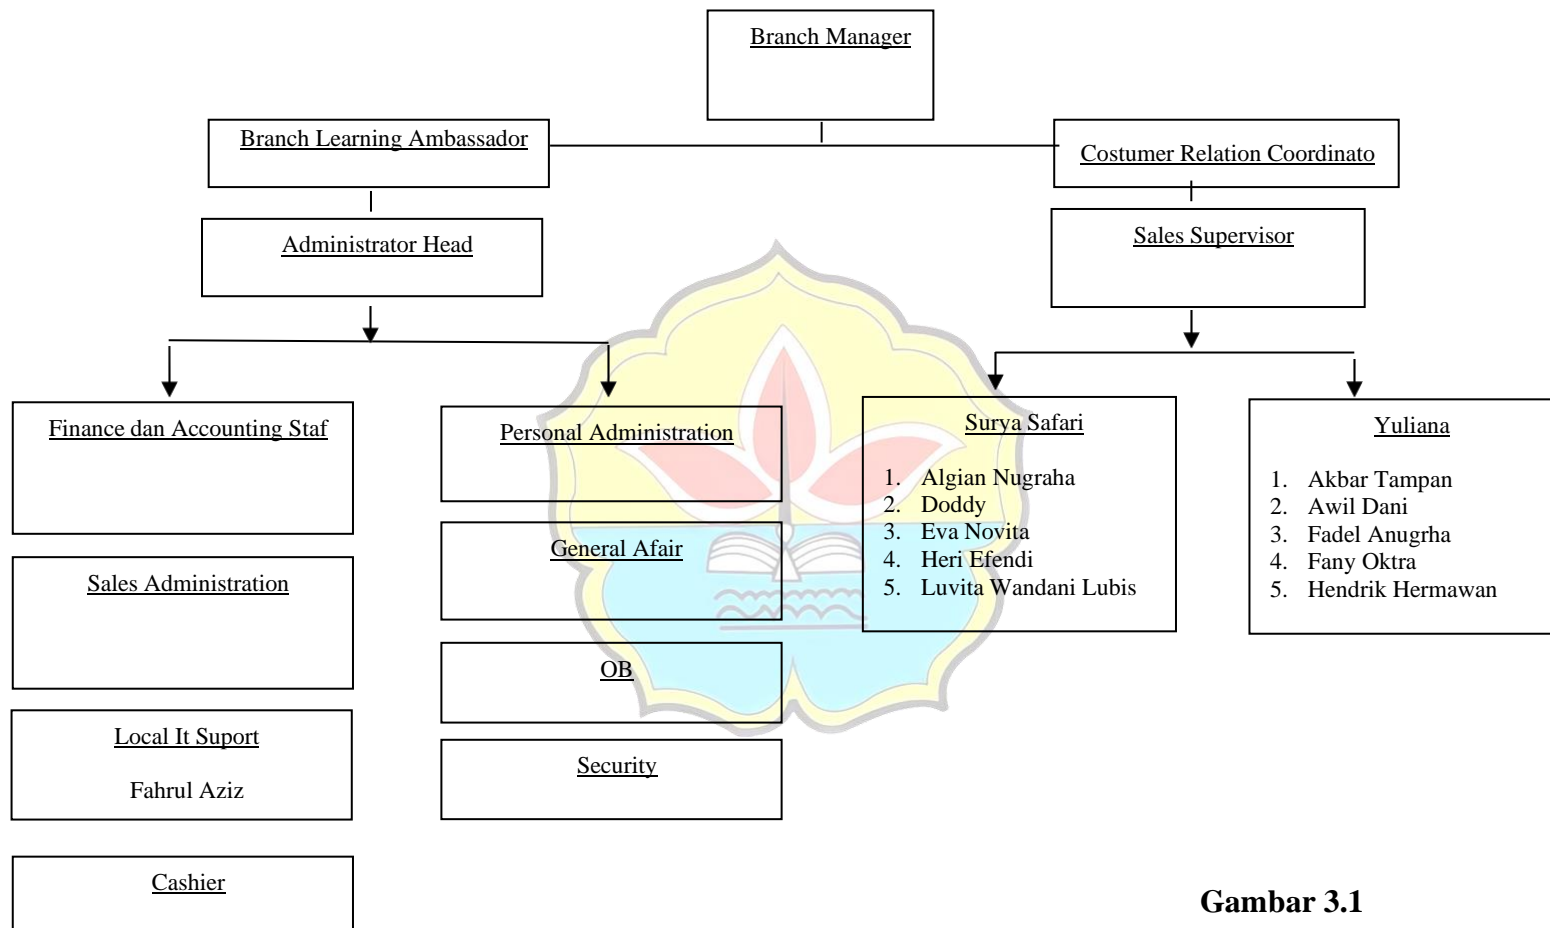 Branch Manager
Branch Learning Ambassador
Costumer Relation Coordinato
Administrator Head
Sales Supervisor
Finance dan Accounting Staf
Sales Administration
Local It Suport
Fahrul Aziz
Cashier
Personal Administration
General Afair
OB
Security
Surya Safari
1. Algian Nugraha
2. Doddy
3. Eva Novita
4. Heri Efendi
5. Luvita Wandani Lubis
Yuliana
1. Akbar Tampan
2. Awil Dani
3. Fadel Anugrha
4. Fany Oktra
5. Hendrik Hermawan
Gambar 3.1